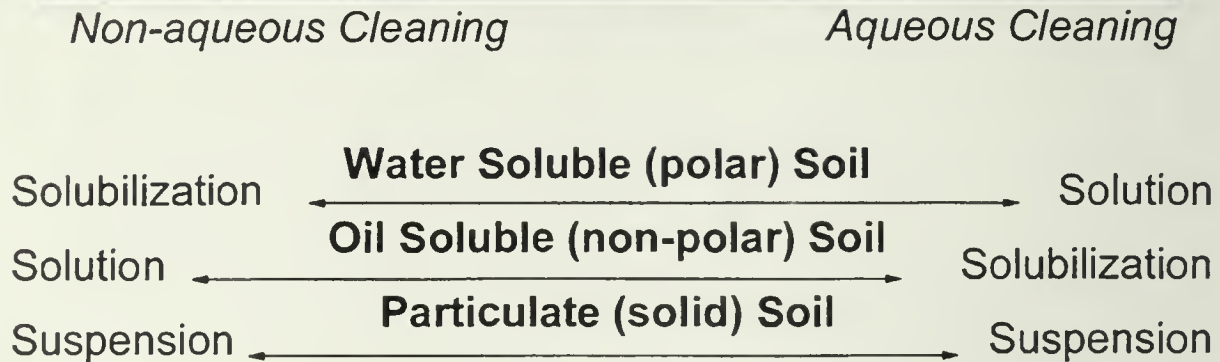 Non-aqueous Cleaning Aqueous Cleaning
Water Soluble (polar) Soil
Solubilization Solution
Oil Soluble (non-polar) Soil
Solution Solubilization
Particulate (solid) Soil
Suspension Suspension